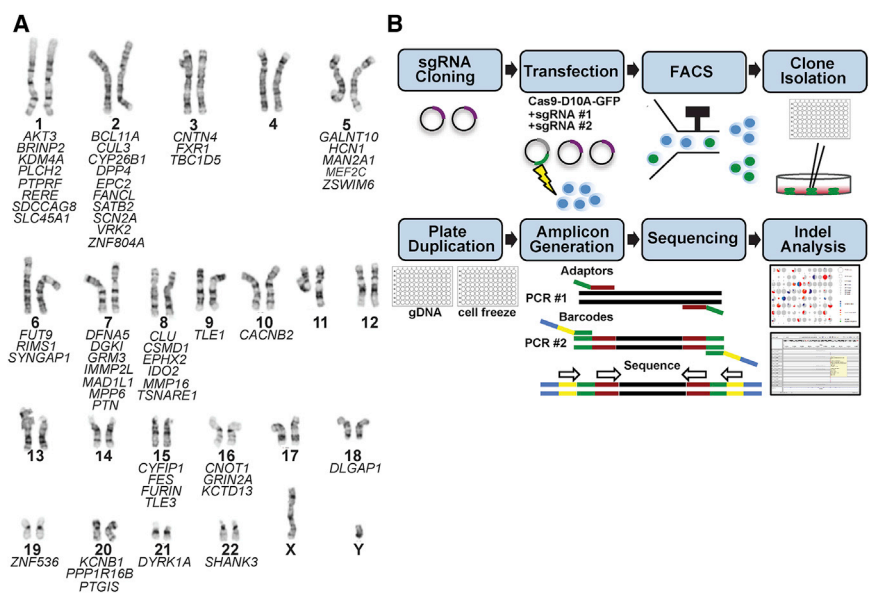 A
1
AKT3
BRINP2
KDM4A
PLCH2
PTPRF
RERE
SDCCAG8
SLC45A1
2
BCL11A
CUL3
CYP26B1
DPP4
EPC2
FANCL
SATB2
SCN2A
VRK2
ZNF804A
3
CNTN4
FXR1
TBC1D5
4
5
GALNT10
HCN1
MAN2A1
MEF2C
ZSWIM6
6
FUT9
RIMS1
SYNGAP1
7
DFNA5
DGKI
GRM3
IMMP2L
MAD1L1
MPP6
PTN
8
CLU
CSMD1
EPHX2
IDO2
MMP16
TSNARE1
9
TLE1
10
CACNB2
11
12
13
14
15
CYFIP1
FES
FURIN
TLE3
16
CNOT1
GRIN2A
KCTD13
17
18
DLGAP1
19
ZNF536
20
KCNB1
PPP1R16B
PTGIS
21
DYRK1A
22
SHANK3
X
Y
B
sgRNA
Cloning
Transfection
Cas9-D10A-GFP
+sgRNA #1
+sgRNA #2
FACS
Clone
Isolation
Plate
Duplication
gDNA
cell freeze
Amplicon
Generation
Sequencing
Adaptors
PCR #1
Barcodes
PCR #2
Sequence
Indel
Analysis